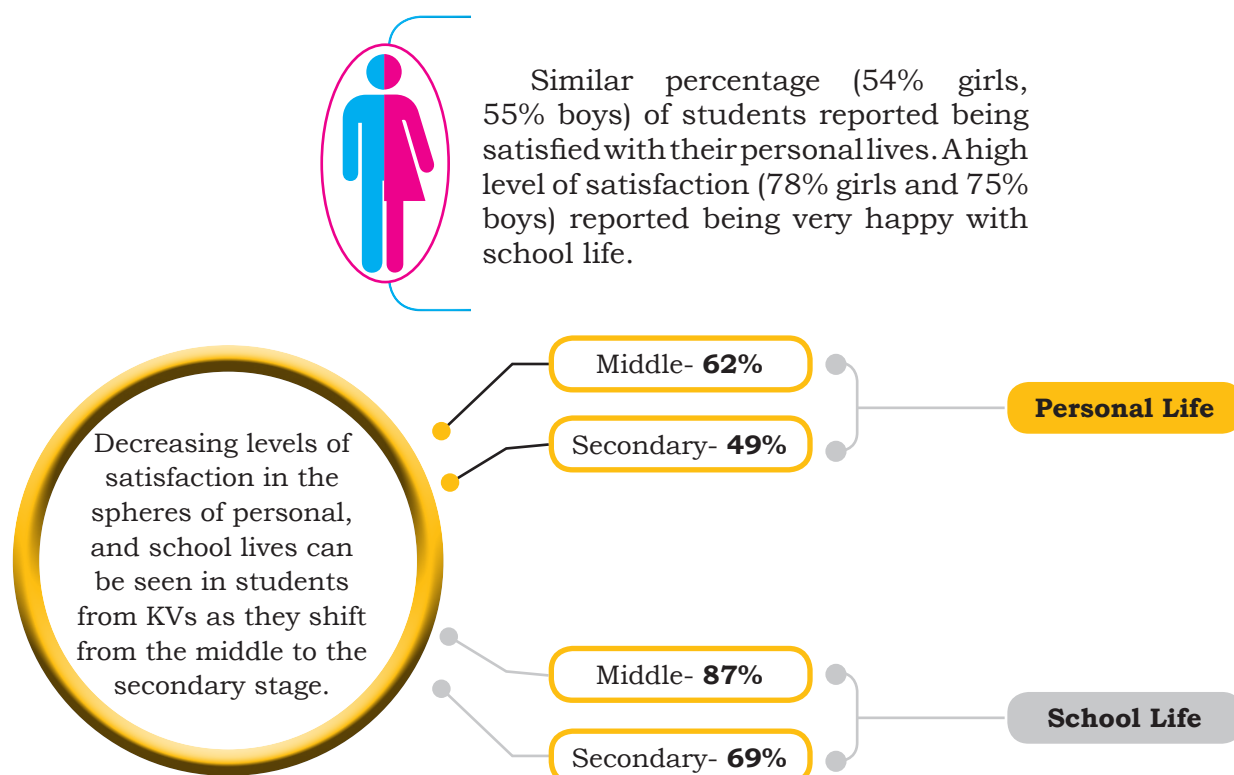 Similar percentage (54% girls,
55% boys) of students reported being
satisfied with their personal lives. A high
level of satisfaction (78% girls and 75%
boys) reported being very happy with
school life.
Decreasing levels of
satisfaction in the
spheres of personal,
and school lives can
be seen in students
from KVs as they shift
from the middle to the
secondary stage.
Middle- 62%
Secondary- 49%
Personal Life
Middle- 87%
Secondary- 69%
School Life